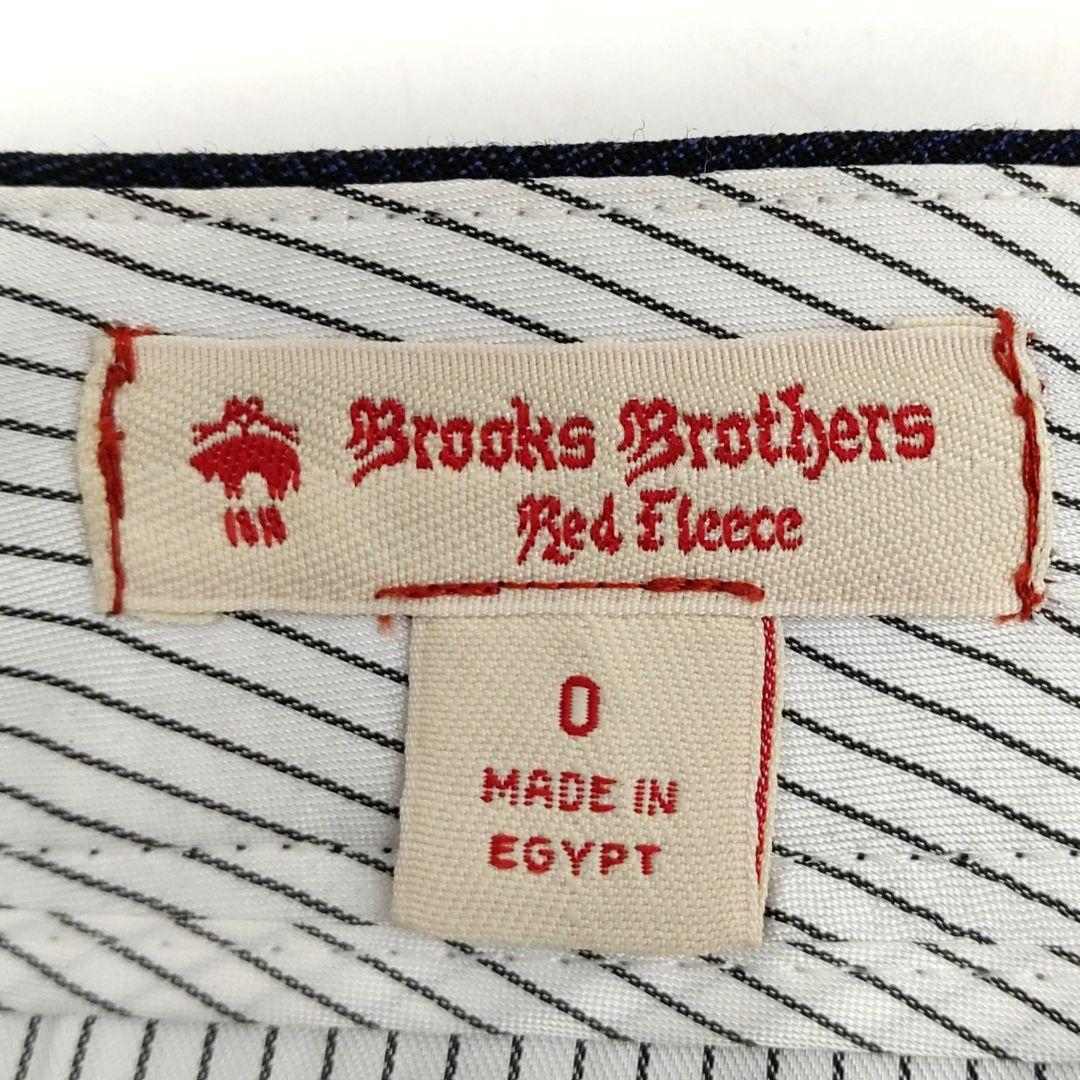 Brooks Brothers
Red Fleece
0
MADE IN
EGYPT